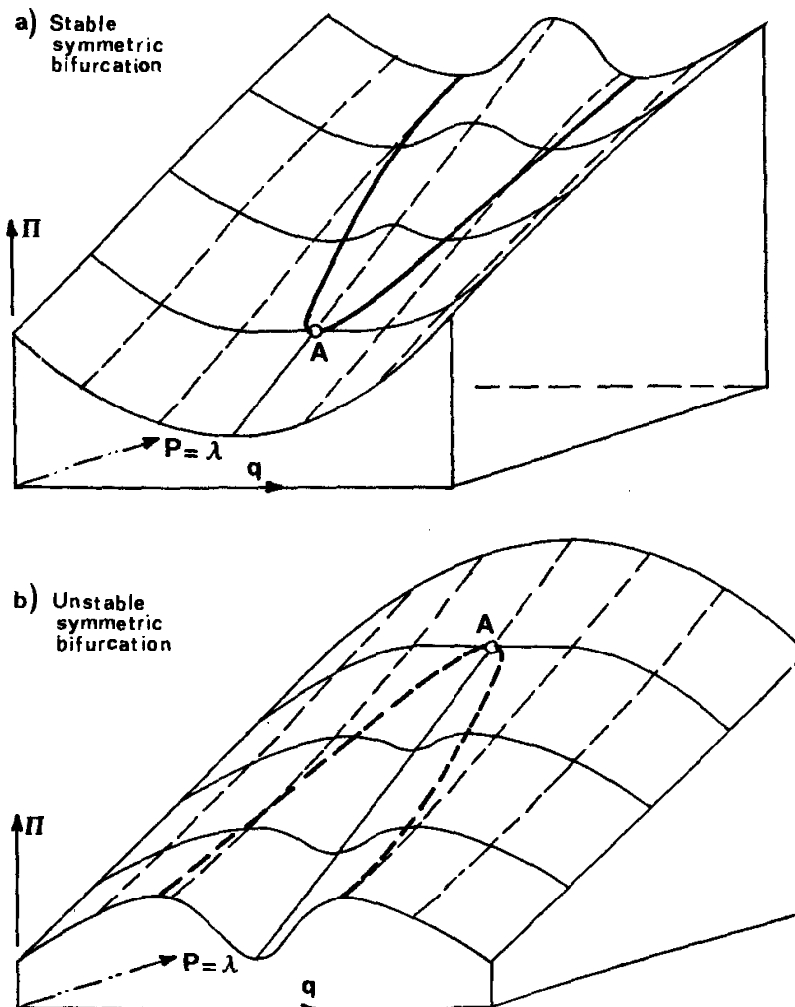 a) Stable
symmetric
bifurcation
Π
A
P = λ
q
b) Unstable
symmetric
bifurcation
A
Π
P = λ
q